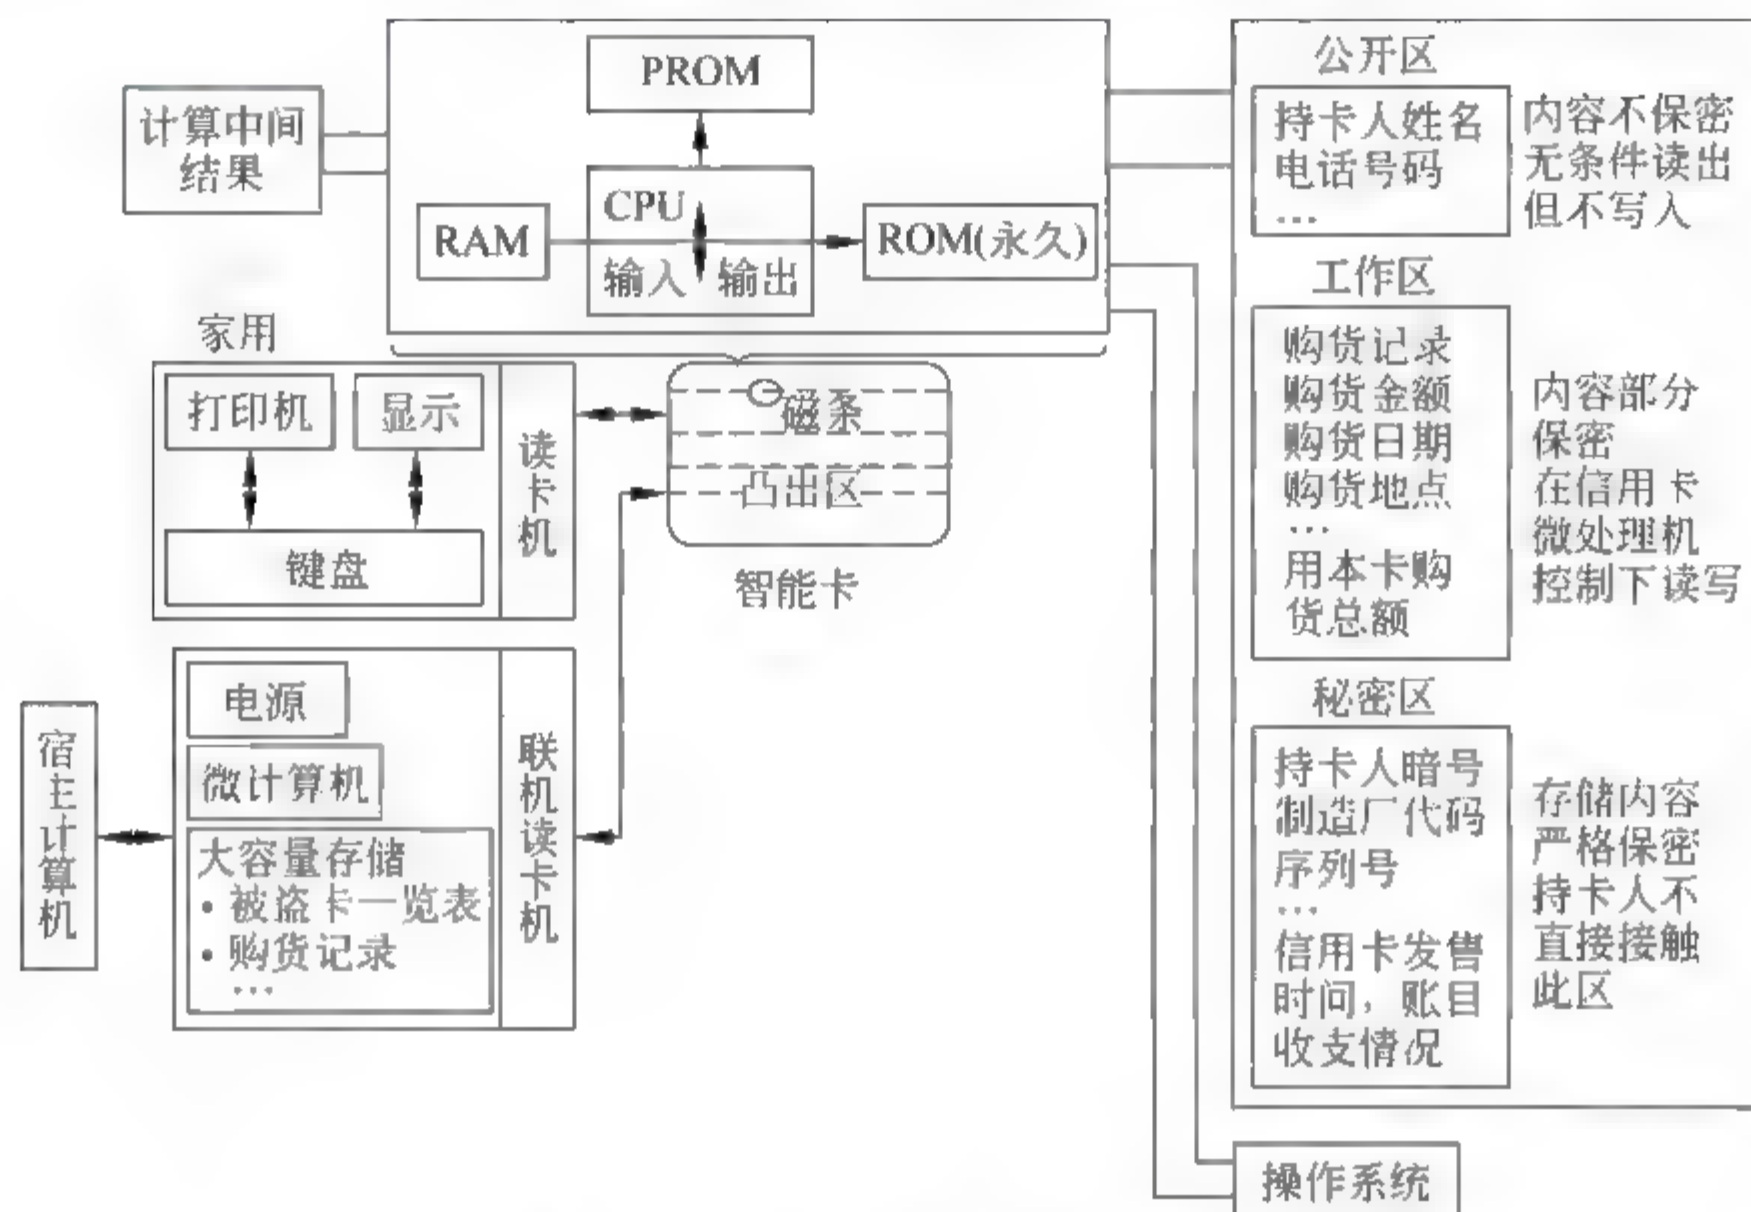 计算中间
结果
PROM
CPU
RAM
输入 输出
ROM(永久)
家用
打印机
显示
键盘
读卡机
磁条
凸出区
智能卡
宿主计算机
电源
微计算机
大容量存储
• 被盗卡一览表
• 购货记录
…
联机读卡机
公开区
持卡人姓名
电话号码
…
内容不保密
无条件读出
但不写入
工作区
购货记录
购货金额
购货日期
购货地点
…
用本卡购
货总额
内容部分
保密
在信用卡
微处理机
控制下读写
秘密区
持卡人暗号
制造厂代码
序列号
…
信用卡发售
时间，账目
收支情况
存储内容
严格保密
持卡人不
直接接触
此区
操作系统